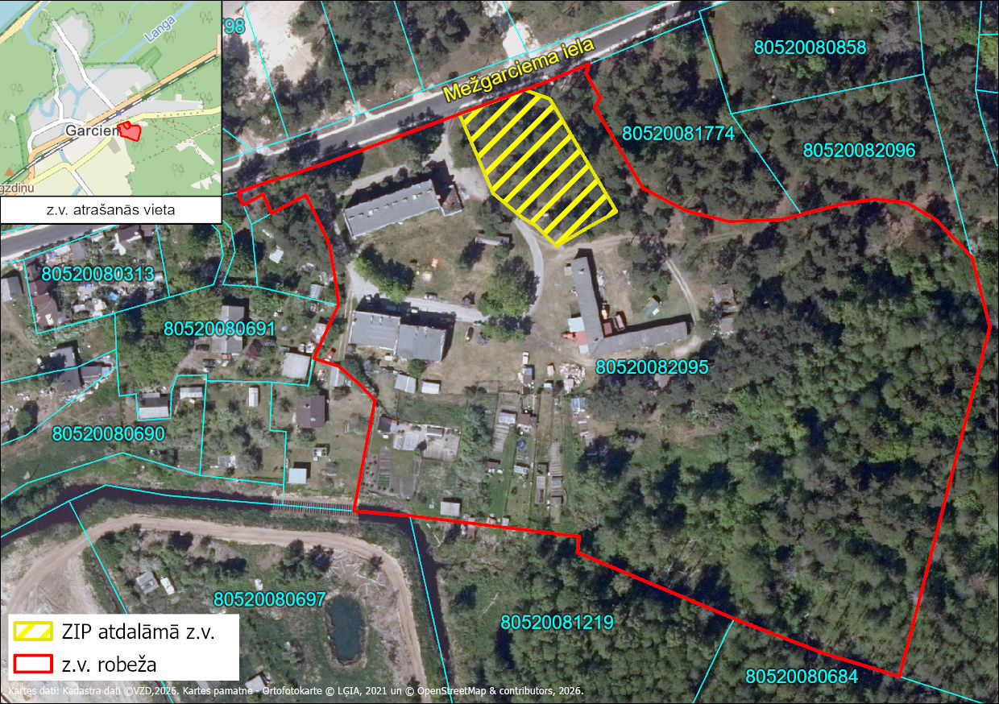 Langa
Garciem
gzdiņu
z.v. atrašanās vieta
98
Mežgarciema iela
80520080858
80520081774
80520082096
80520080313
80520080691
80520082095
80520080690
80520080697
80520081219
80520080684
ZIP atdalāmā z.v.
z.v. robeža
Kartes dati: Kadastra dati ©VZD,2026. Kartes pamatne - Ortofotokarte © LĢIA, 2021 un © OpenStreetMap & contributors, 2026.